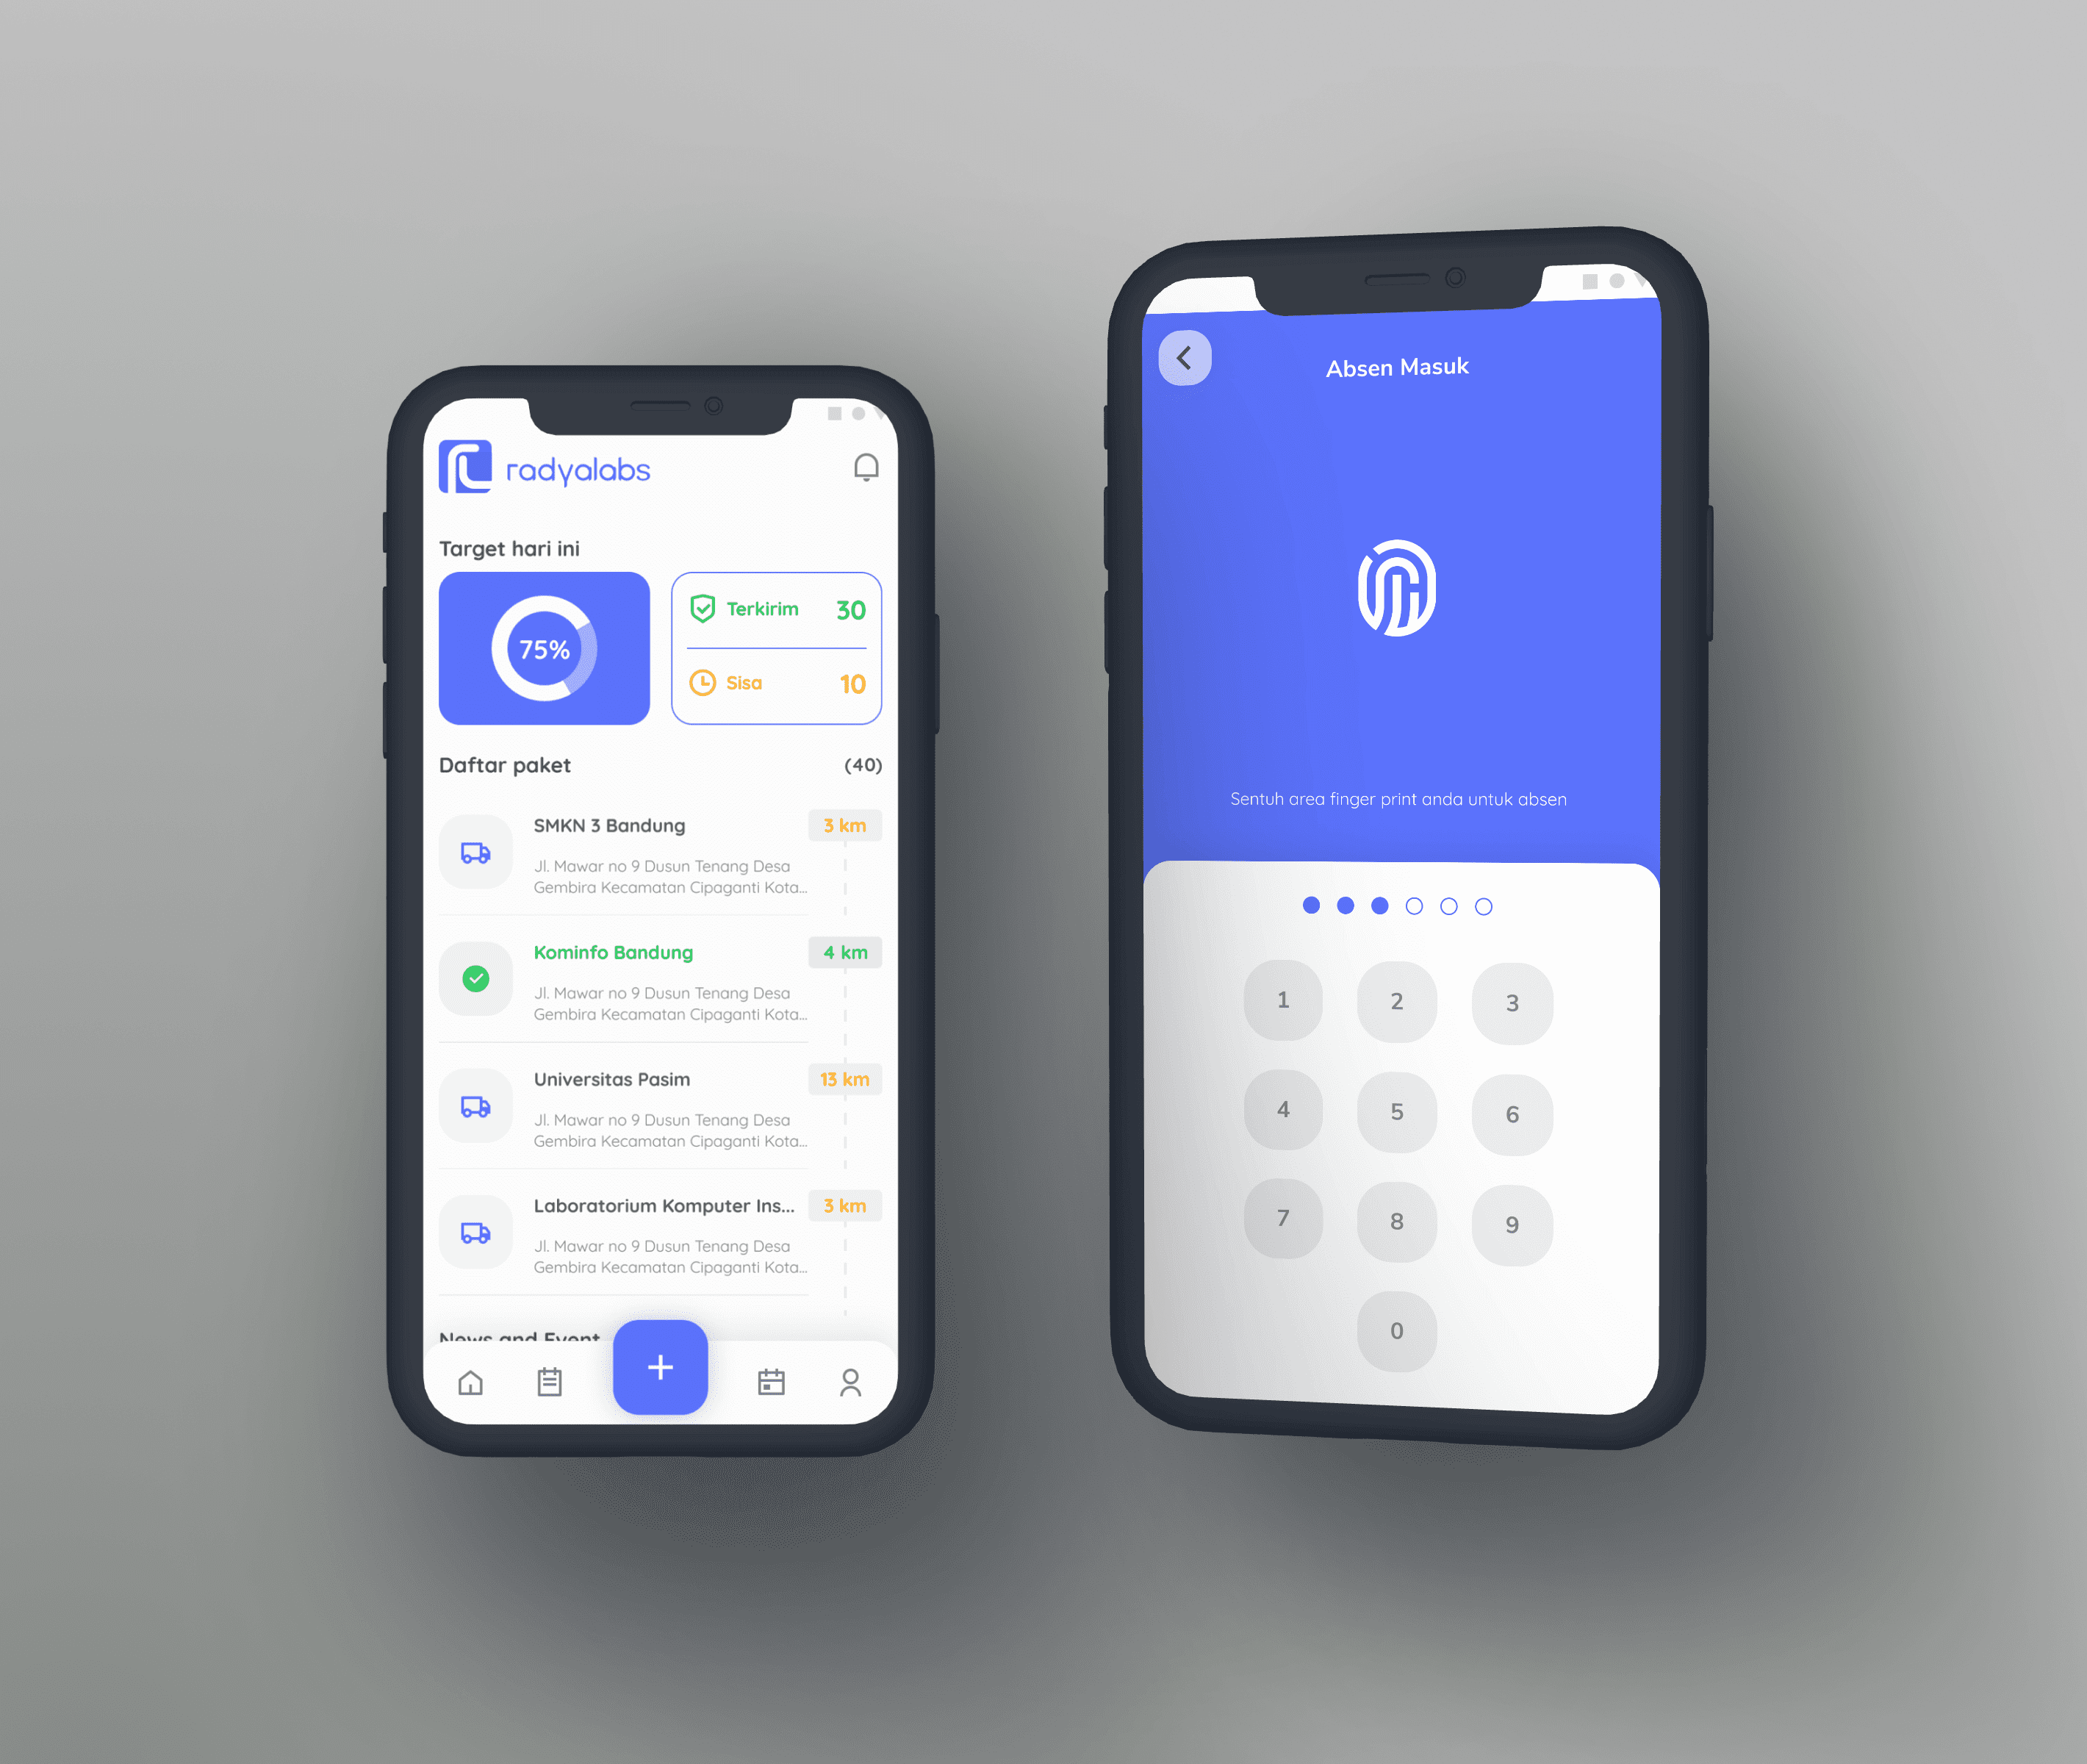 radyalabs
Target hari ini
75%
Terkirim 30
Sisa 10
Daftar paket (40)
SMKN 3 Bandung 3 km
Jl. Mawar no 9 Dusun Tenang Desa
Gembira Kecamatan Cipaganti Kota...
Kominfo Bandung 4 km
Jl. Mawar no 9 Dusun Tenang Desa
Gembira Kecamatan Cipaganti Kota...
Universitas Pasim 13 km
Jl. Mawar no 9 Dusun Tenang Desa
Gembira Kecamatan Cipaganti Kota...
Laboratorium Komputer Ins... 3 km
Jl. Mawar no 9 Dusun Tenang Desa
Gembira Kecamatan Cipaganti Kota...
News and Event
+
Absen Masuk
Sentuh area finger print anda untuk absen
1 2 3
4 5 6
7 8 9
0